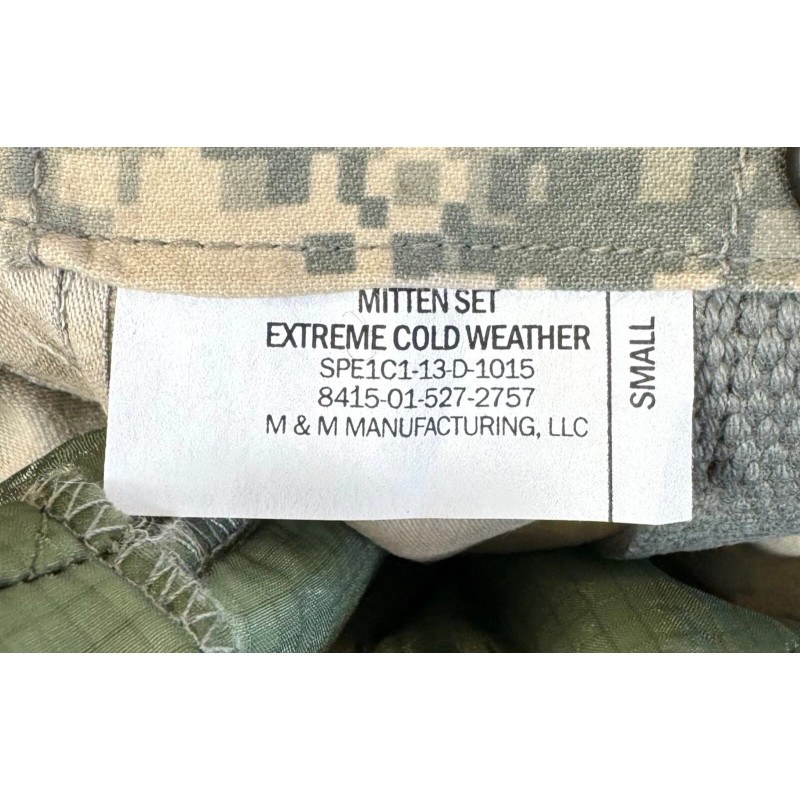 MITTEN SET
EXTREME COLD WEATHER
SPE1C1-13-D-1015
8415-01-527-2757
M & M MANUFACTURING, LLC
SMALL